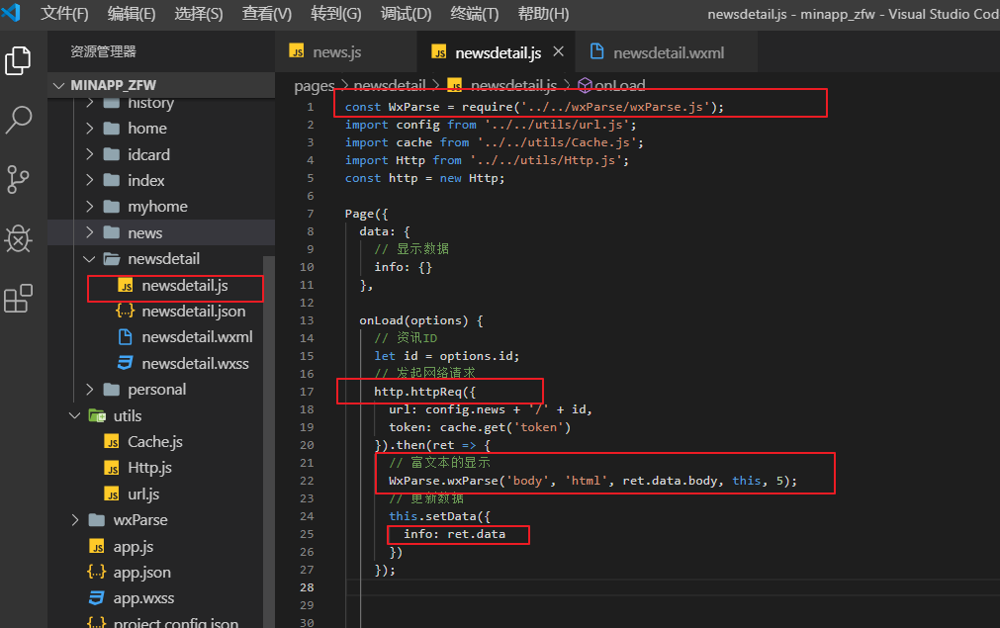 文件(F) 编辑(E) 选择(S) 查看(V) 转到(G) 调试(D) 终端(T) 帮助(H) newsdetail.js - minapp_zfw - Visual Studio Cod
资源管理器
MINAPP_ZFW
history
home
idcard
index
myhome
news
newsdetail
newsdetail.js
newsdetail.json
newsdetail.wxml
newsdetail.wxss
personal
utils
Cache.js
Http.js
url.js
wxParse
app.js
app.json
app.wxss
project.config.json
news.js newsdetail.js newsdetail.wxml
pages > newsdetail > newsdetail.js > onLoad
1 const WxParse = require('../../wxParse/wxParse.js');
2 import config from '../../utils/url.js';
3 import cache from '../../utils/Cache.js';
4 import Http from '../../utils/Http.js';
5 const http = new Http;
6
7 Page({
8 data: {
9 // 显示数据
10 info: {}
11 },
12
13 onLoad(options) {
14 // 资讯ID
15 let id = options.id;
16 // 发起网络请求
17 http.httpReq({
18 url: config.news + '/' + id,
19 token: cache.get('token')
20 }).then(ret => {
21 // 富文本的显示
22 WxParse.wxParse('body', 'html', ret.data.body, this, 5);
23 // 更新数据
24 this.setData({
25 info: ret.data
26 })
27 });
28
29
30